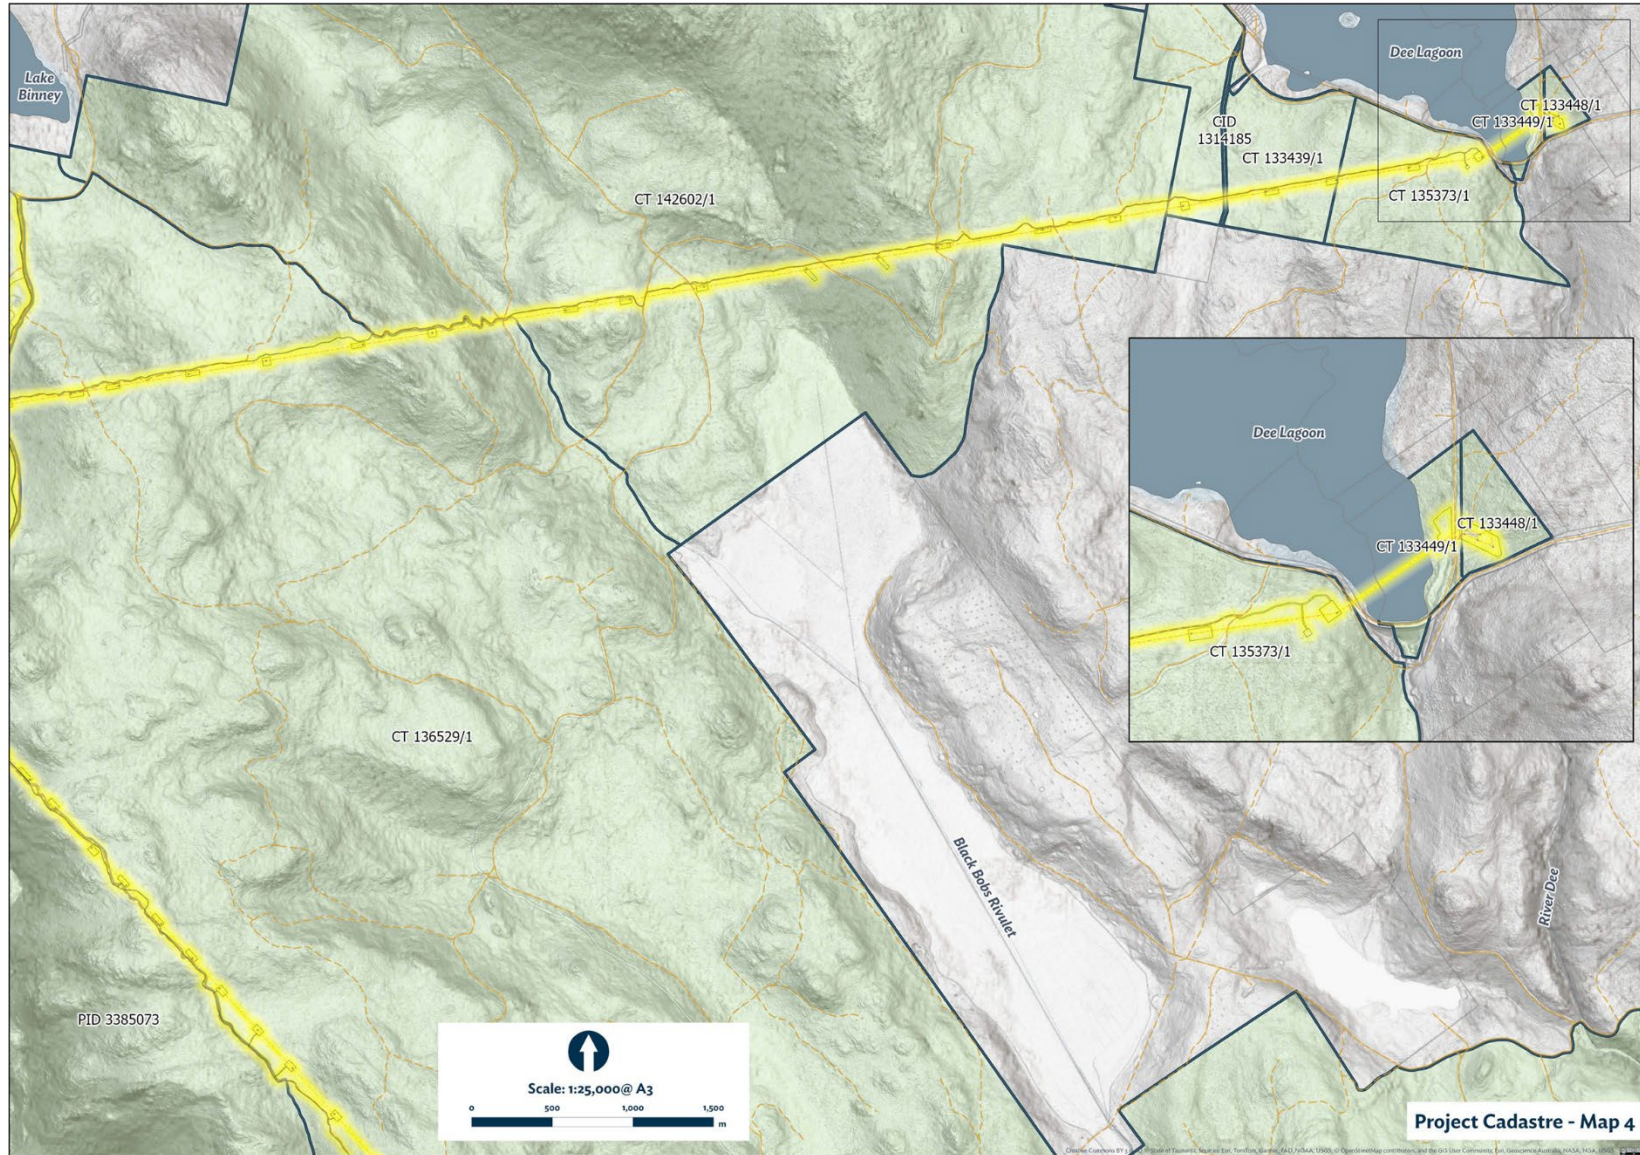 Lake
Binney
Dee Lagoon
CT 133448/1
CT 133449/1
CID
1314185
CT 133439/1
CT 135373/1
CT 142602/1
Dee Lagoon
CT 133448/1
CT 133449/1
CT 135373/1
CT 136529/1
Black Bobs Rivulet
River Dee
PID 3385073
Scale: 1:25,000@ A3
0 500 1,000 1,500
m
Project Cadastre - Map 4